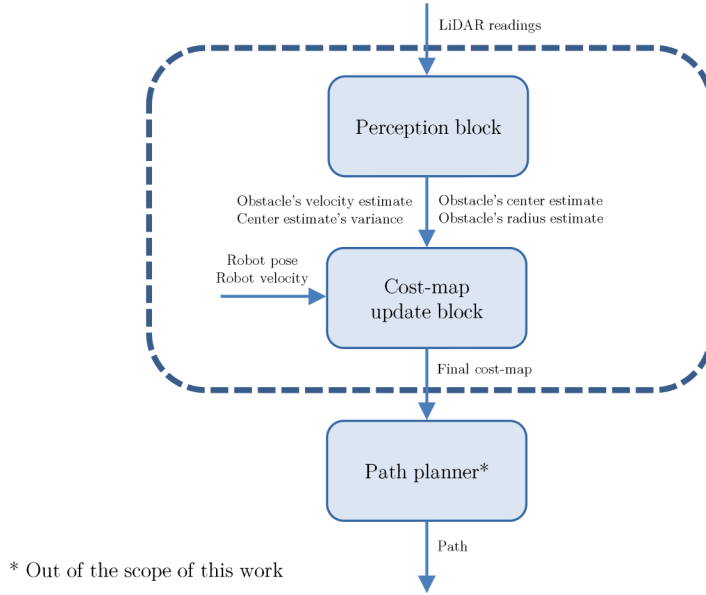 LiDAR readings
Perception block
Obstacle's velocity estimate
Center estimate's variance
Obstacle's center estimate
Obstacle's radius estimate
Robot pose
Robot velocity
Cost-map
update block
Final cost-map
Path planner*
Path
* Out of the scope of this work